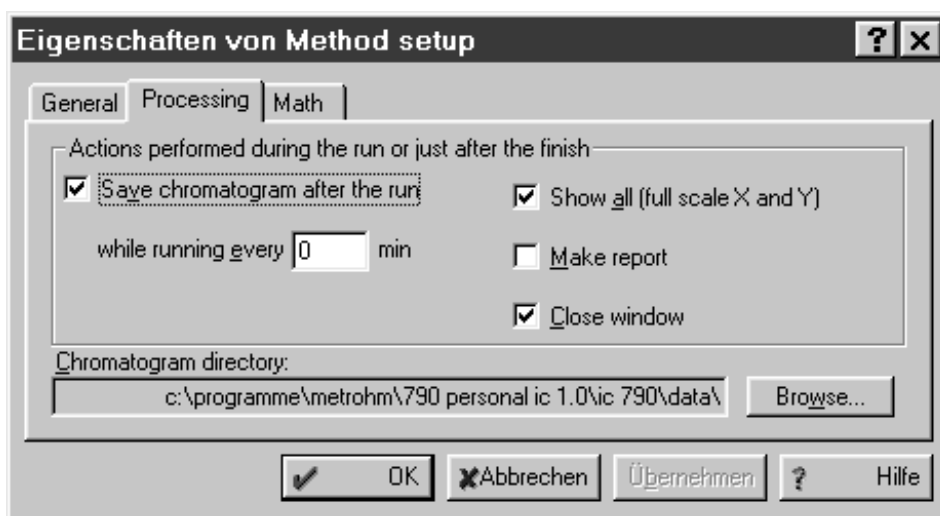 Eigenschaften von Method setup
General Processing Math
Actions performed during the run or just after the finish
Save chromatogram after the run
while running every 0 min
Show all (full scale X and Y)
Make report
Close window
Chromatogram directory:
c:\programme\metrohm\790 personal ic 1.0\ic 790\data\
Browse...
OK Abbrechen Übernehmen ? Hilfe